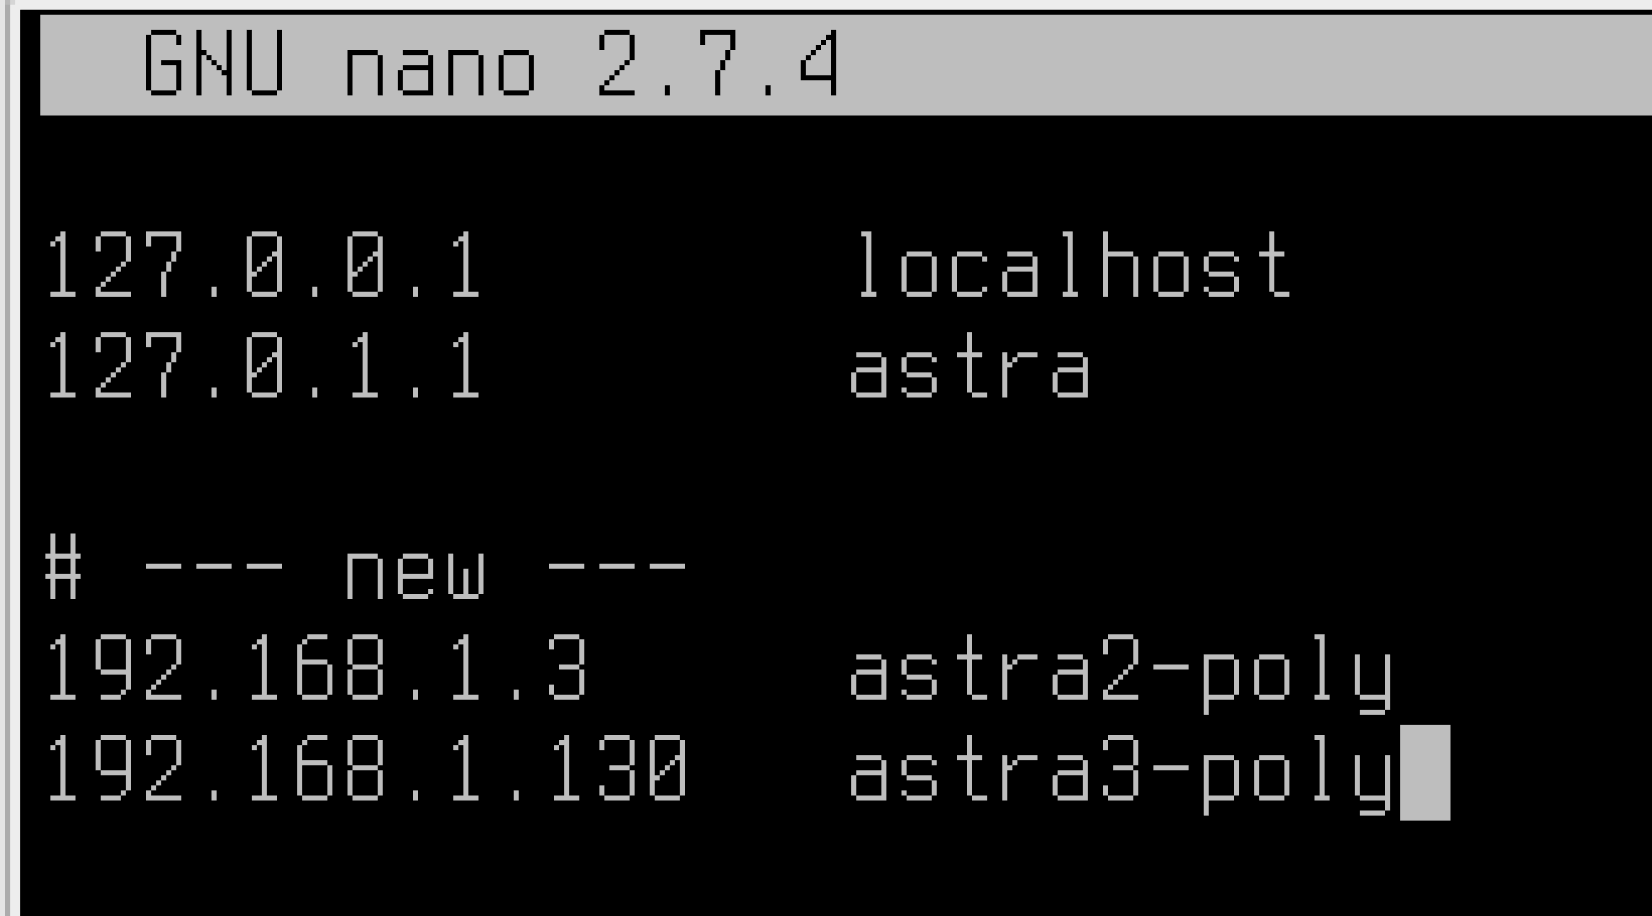 GNU nano 2.7.4
127.0.0.1 localhost
127.0.1.1 astra
# --- new ---
192.168.1.3 astra2-poly
192.168.1.130 astra3-poly